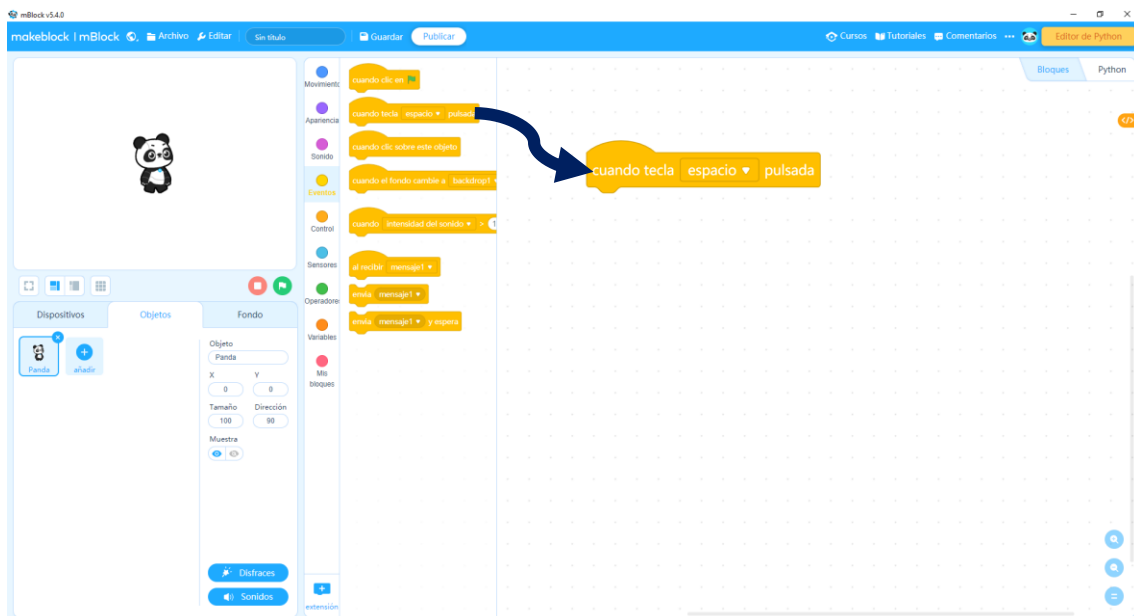 mBlock v5.4.0
makeblock | mBlock Archivo Editar Sin título Guardar Publicar Cursos Tutoriales Comentarios Editor de Python
Bloques Python
Movimiento
Apariencia
Sonido
Eventos
Control
Sensores
Operadores
Variables
Mis
bloques
extensión
cuando clic en
cuando tecla espacio pulsada
cuando clic sobre este objeto
cuando el fondo cambie a backdrop1
cuando intensidad del sonido > 1
al recibir mensaje1
envía mensaje1
envía mensaje1 y espera
cuando tecla espacio pulsada
Dispositivos Objetos Fondo
Panda
añadir
Objeto
Panda
X Y
0 0
Tamaño Dirección
100 90
Muestra
Disfraces
Sonidos